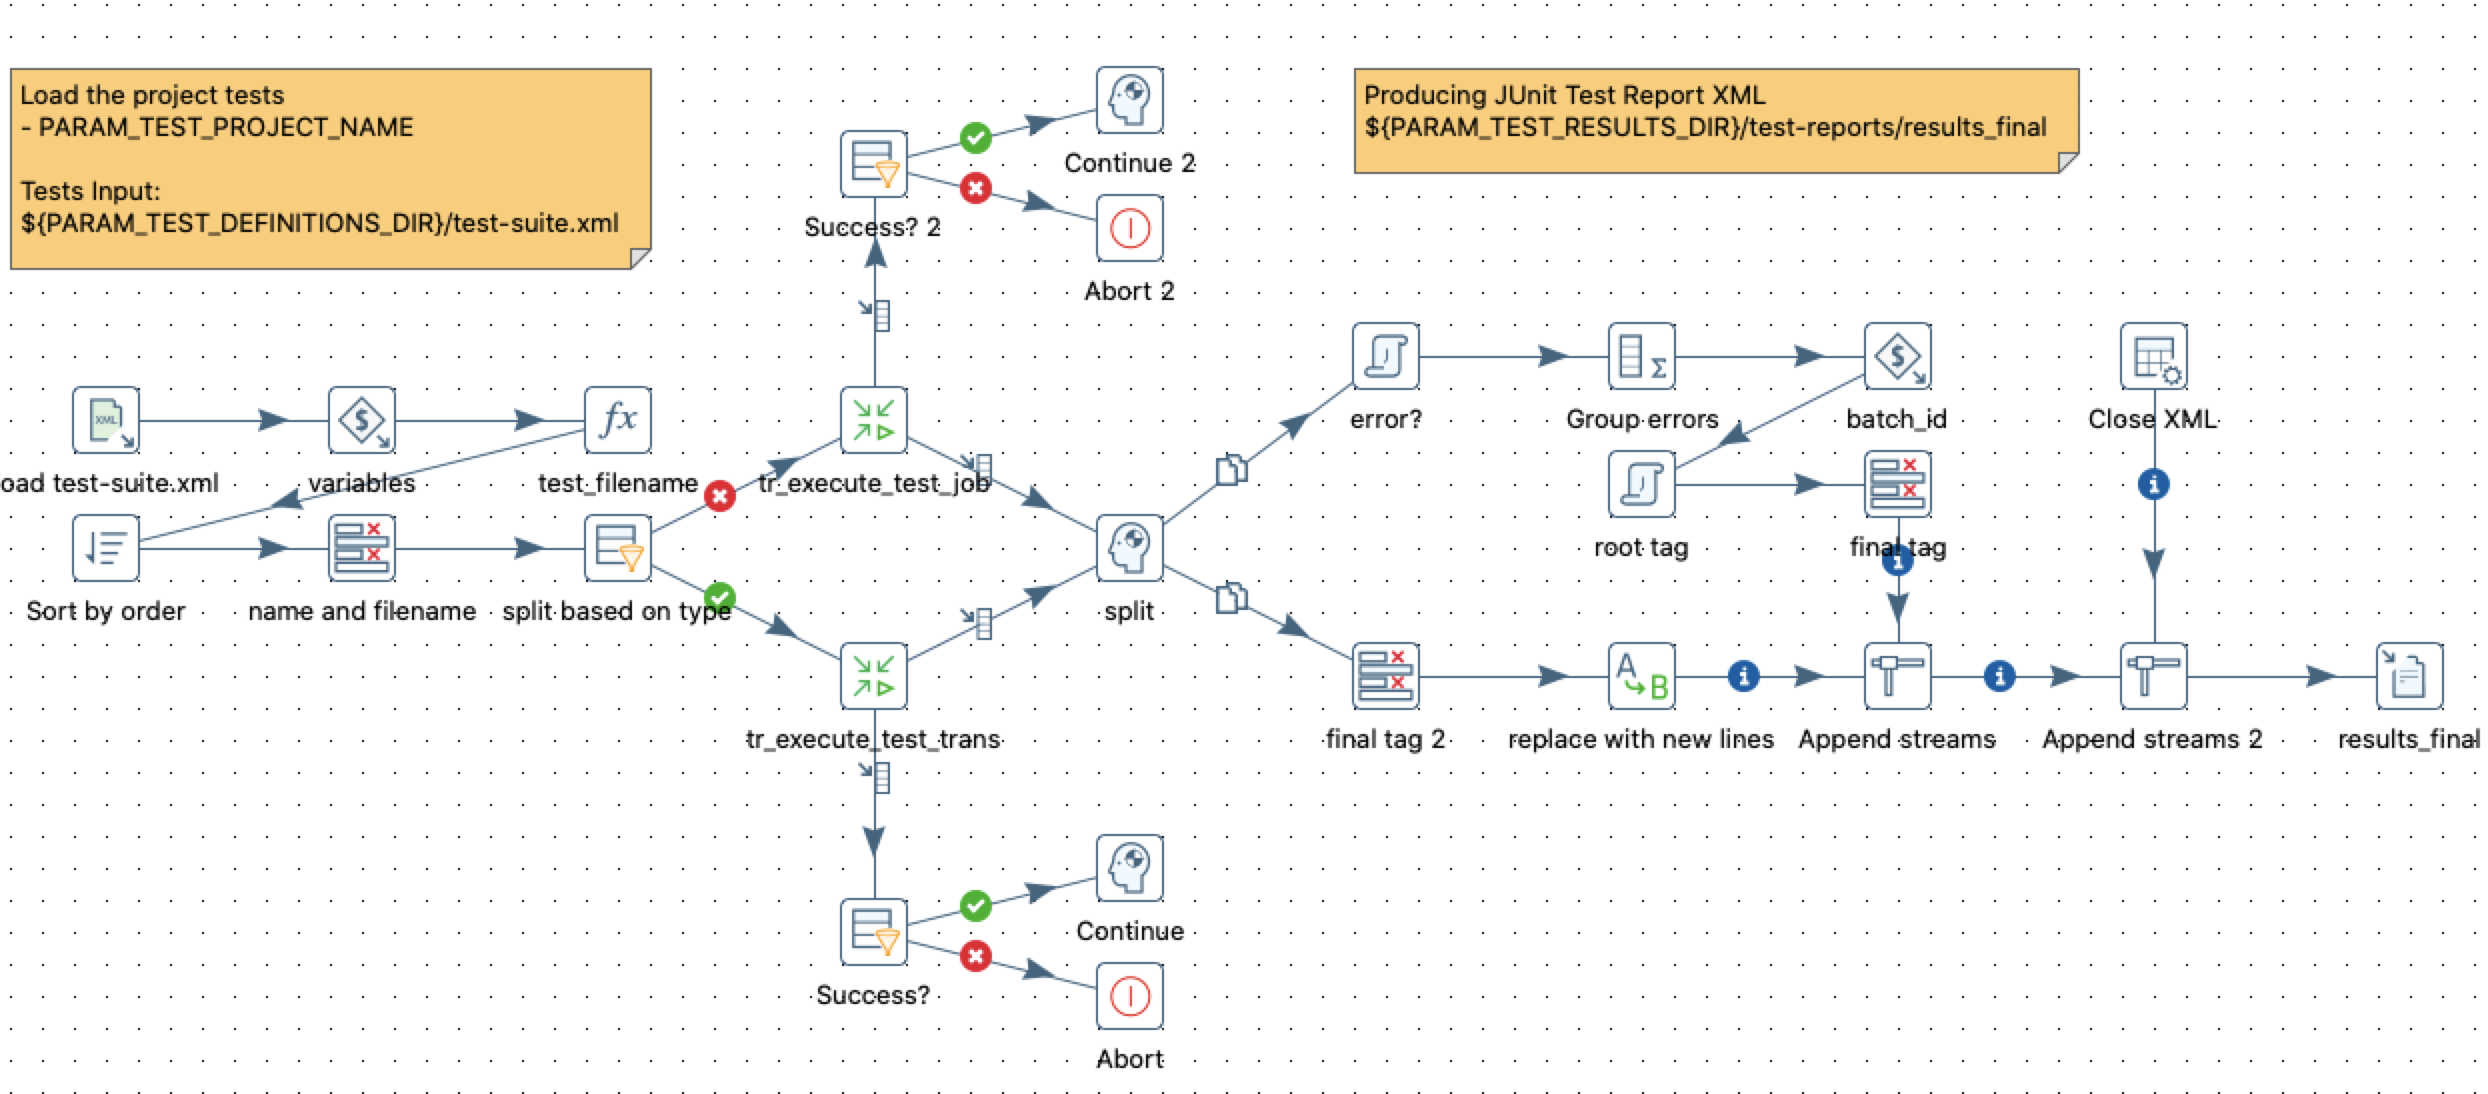 Load the project tests
- PARAM_TEST_PROJECT_NAME
Tests Input:
${PARAM_TEST_DEFINITIONS_DIR}/test-suite.xml
Producing JUnit Test Report XML
${PARAM_TEST_RESULTS_DIR}/test-reports/results_final
Continue 2
Success? 2
Abort 2
XML
$
fx
oad test-suite.xml
variables
test_filename
tr_execute_test_job
error?
Σ
Group errors
$
batch_id
Close XML
Sort by order
name and filename
split based on type
split
root tag
final tag
tr_execute_test_trans
final tag 2
A
B
replace with new lines
Append streams
Append streams 2
results_final
Continue
Success?
Abort